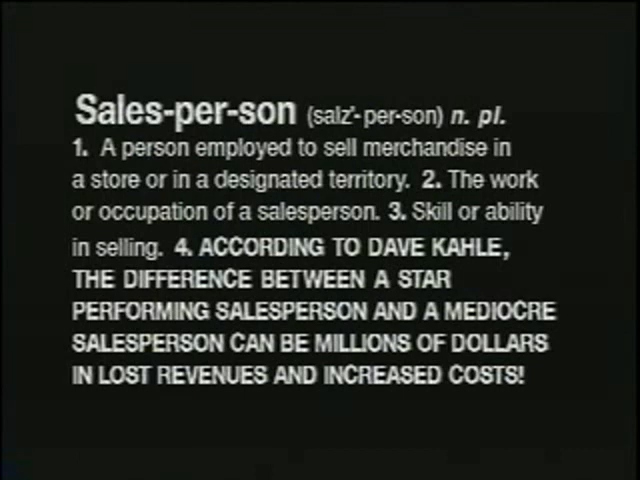 Sales-per-son (salz'-per-son) n. pl.
1. A person employed to sell merchandise in
a store or in a designated territory. 2. The work
or occupation of a salesperson. 3. Skill or ability
in selling. 4. ACCORDING TO DAVE KAHLE,
THE DIFFERENCE BETWEEN A STAR
PERFORMING SALESPERSON AND A MEDIOCRE
SALESPERSON CAN BE MILLIONS OF DOLLARS
IN LOST REVENUES AND INCREASED COSTS!